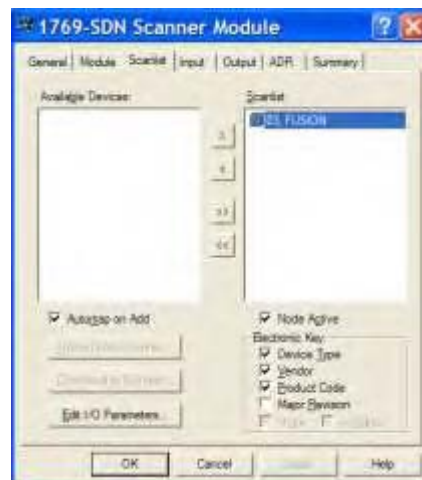 1769-SDN Scanner Module
General Module Scanlist Input Output ADR Summary
Available Devices: Scanlist
FUSION
>
<
>>
<<
Automap on Add
Node Active
Electronic Key:
Device Type
Vendor
Product Code
Major Revision
Edit I/O Parameters...
OK Cancel Help